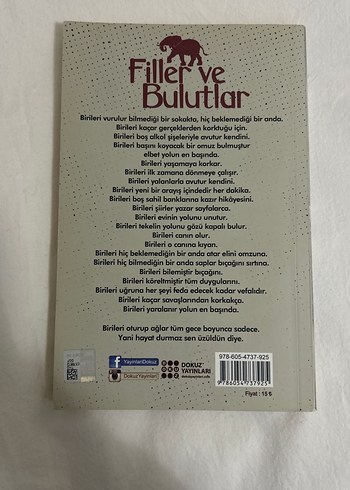 Filler ve
Bulutlar
Birileri vurulur bilmediği bir sokakta, hiç beklemediği bir anda.
Birileri kaçar gerçeklerden korktuğu için.
Birileri boş alkol şişeleriyle avutur kendini.
Birileri başını koyacak bir omuz bulmuştur
elbet yolun en başında.
Birileri yaşamaya korkar.
Birileri ilk zamana dönmeye çalışır.
Birileri yalanlarla avutur kendini.
Birileri yeni bir arayış içindedir her dakika.
Birileri boş sahil banklarına kazır hikâyesini.
Birileri şiirler yazar sayfalarca.
Birileri evinin yolunu unutur.
Birileri tekelin yolunu gözü kapalı bulur.
Birileri canın olur.
Birileri o canına kıyan.
Birileri hiç beklemediğin bir anda atar elini omzuna.
Birileri hiç bilmediğin bir anda saplar bıçağını sırtına.
Birileri bilemiştir bıçağını.
Birileri köreltmiştir tüm duygularını.
Birileri uğruna her şeyi feda edecek kadar vefalıdır.
Birileri kaçar savaşlarından korkakça.
Birileri yaralanır yolun en başında.
Birileri oturup ağlar tüm gece boyunca sadece.
Yani hayat durmaz sen üzüldün diye.
YayinlariDokuz
DokuzYayinlari
DOKUZ
YAYINLARI
978-605-4737-925
9786054737925
Fiyat : 15 ₺